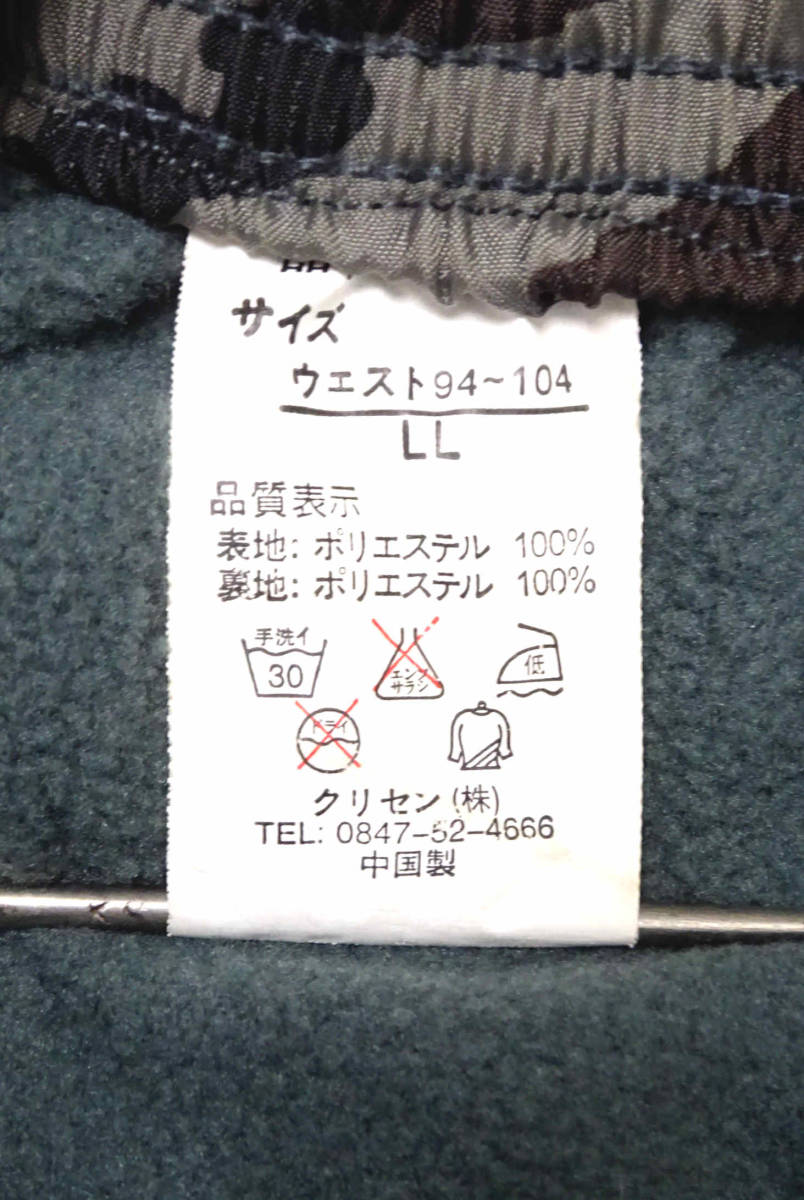 品
サイズ
ウエスト94~104
LL
品質表示
表地: ポリエステル 100%
裏地: ポリエステル 100%
手洗イ
30
エンソ
サラシ
低
ドライ
クリセン(株)
TEL: 0847-52-4666
中国製